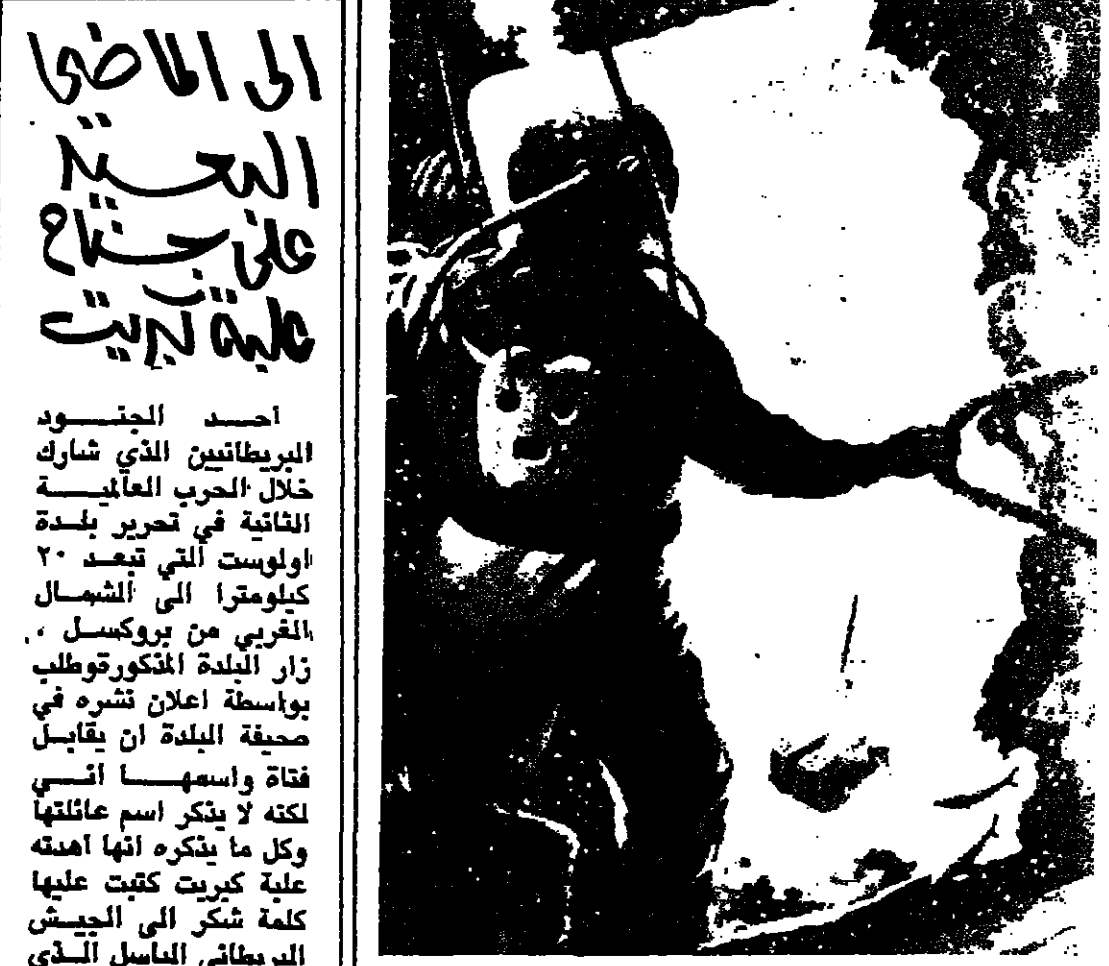 الى الماضي
البعيد
على جناح
علبة كبريت
احد الجنود
البريطانيين الذي شارك
خلال الحرب العالمية
الثانية في تحرير بلدة
اولوست التي تبعد ٢٠
كيلومترا الى الشمال
الغربي من بروكسل ،
زار البلدة المذكورة وطلب
بواسطة اعلان نشره في
صحيفة البلدة ان يقابل
فتاة واسمها اني
لكنه لا يذكر اسم عائلتها
وكل ما يذكره انها اهدته
علبة كبريت كتبت عليها
كلمة شكر الى الجيش
البريطاني الباسل الذي